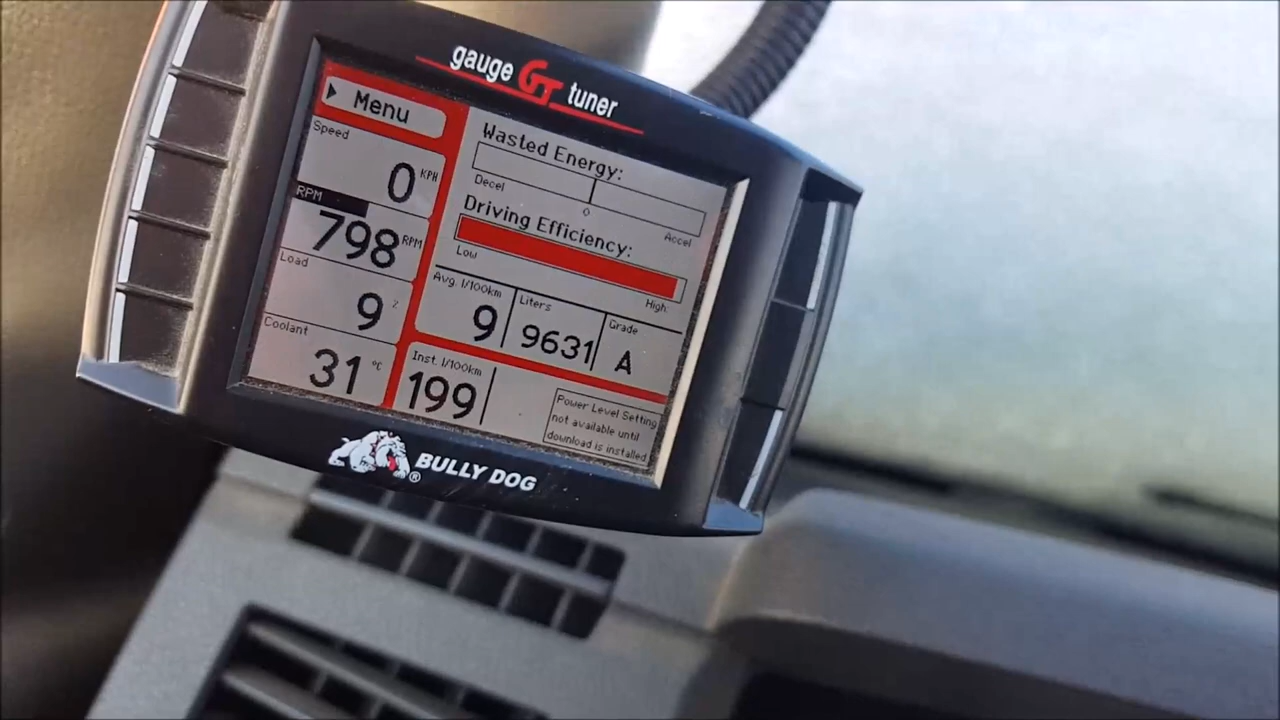 gauge GT tuner
Menu
Speed
0 KPH
RPM
798 RPM
Load
9 %
Coolant
31 °C
Wasted Energy:
Decel 0 Accel
Driving Efficiency:
Low High
Avg. l/100km
9
Liters
9631
Grade
A
Inst. l/100km
199
Power Level Setting
not available until
download is installed
BULLY DOG®